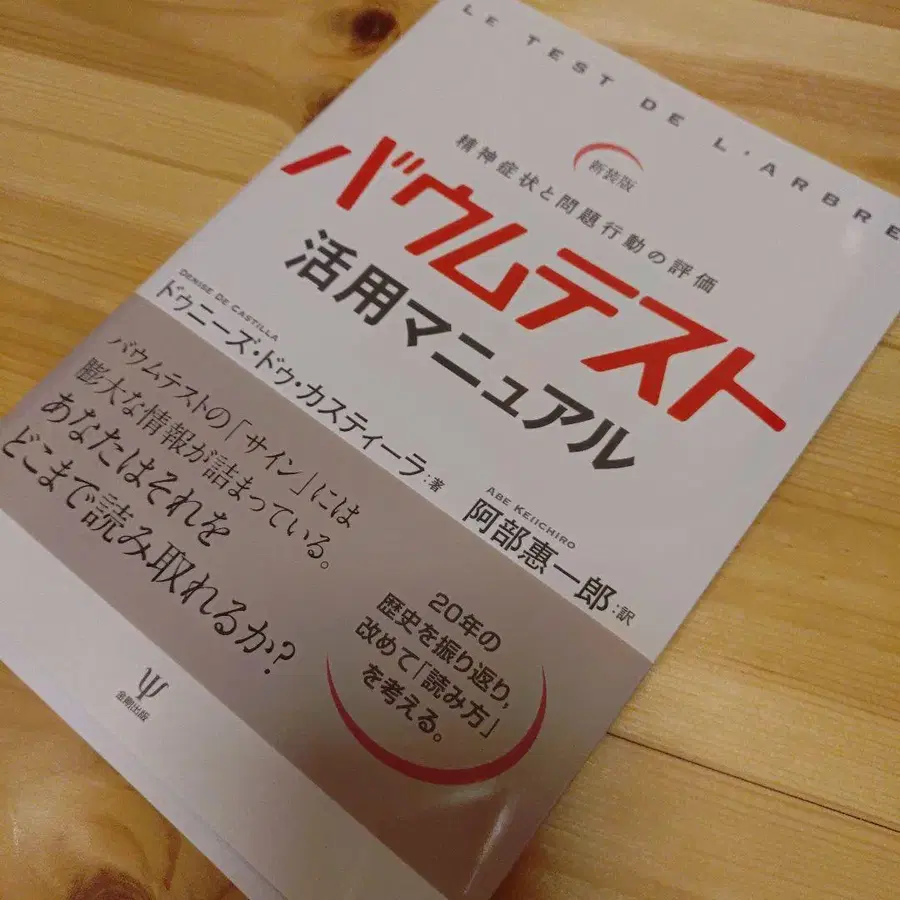 LE TEST DE L'ARBRE
新装版
精神症状と問題行動の評価
バウムテスト
活用マニュアル
DENISE DE CASTILLA
ドゥニーズ・ドゥ・カスティーラ:著
ABE KEIICHIRO
阿部惠一郎:訳
バウムテストの「サイン」には
膨大な情報が詰まっている。
あなたはそれを
どこまで読み取れるか?
20年の
歴史を振り返り,
改めて「読み方」
を考える。
金剛出版